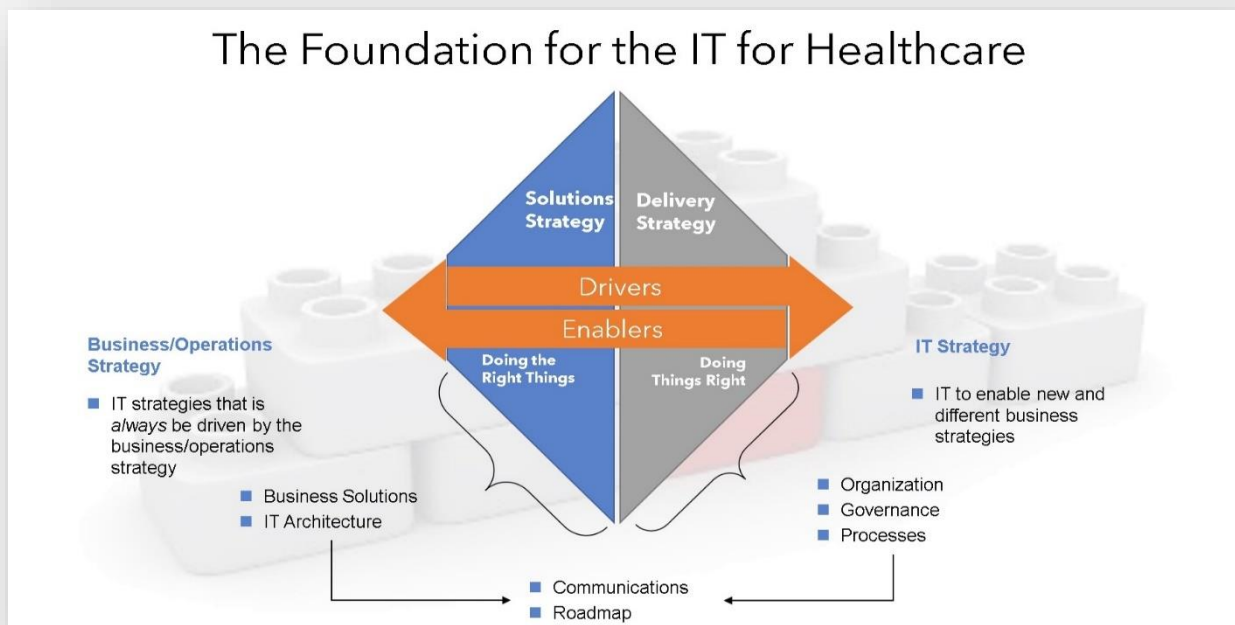 The Foundation for the IT for Healthcare
Solutions
Strategy
Delivery
Strategy
Drivers
Enablers
Doing the
Right Things
Doing
Things Right
Business/Operations
Strategy
IT strategies that is
always be driven by the
business/operations
strategy
IT Strategy
IT to enable new and
different business
strategies
Business Solutions
IT Architecture
Organization
Governance
Processes
Communications
Roadmap